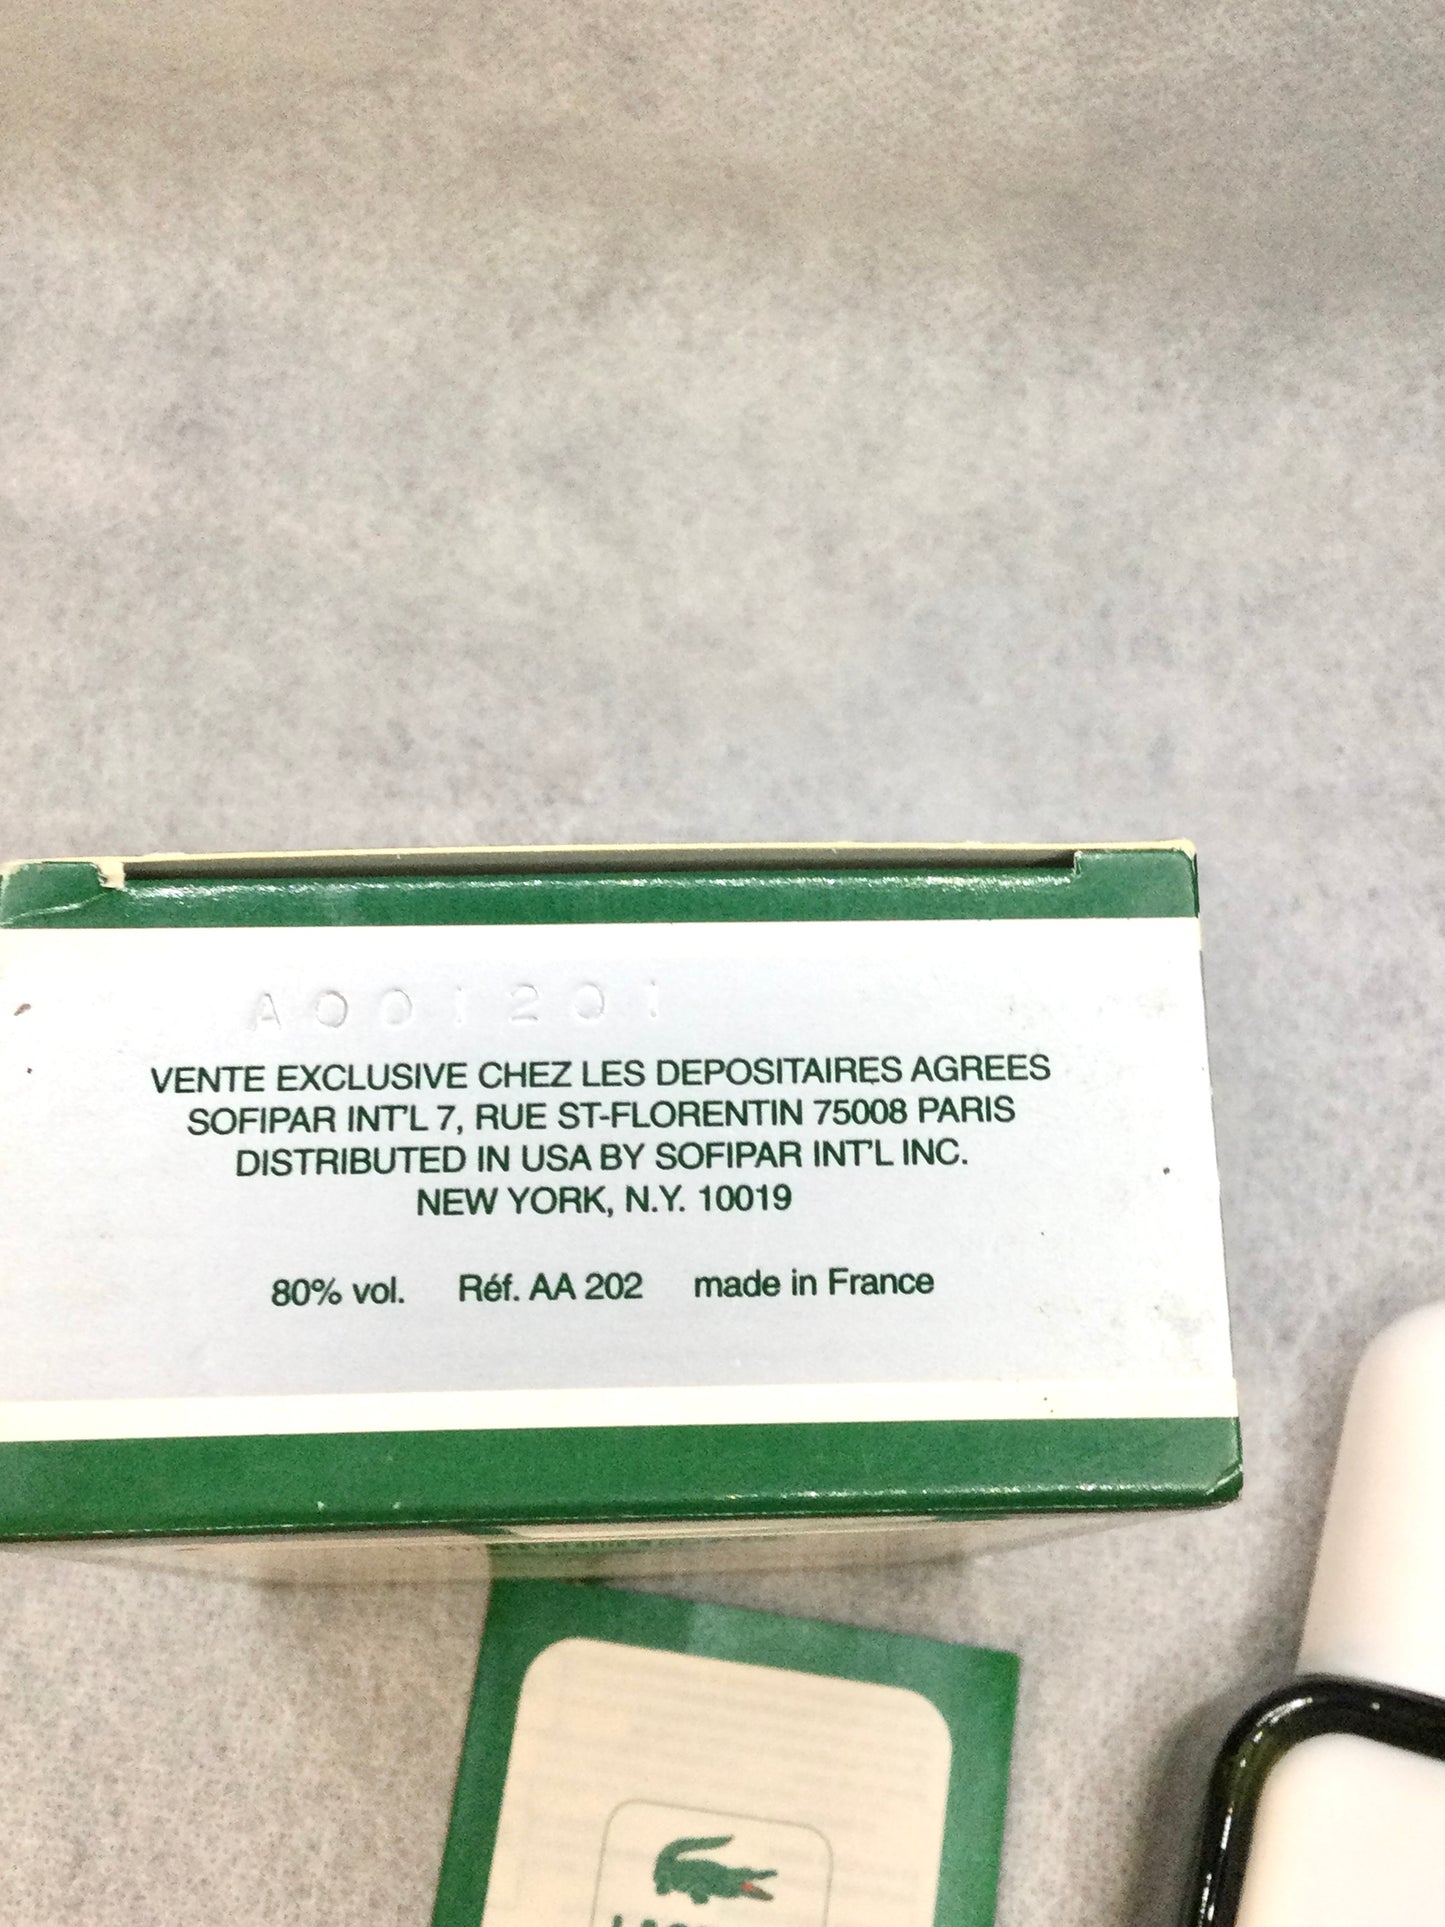 A001201
VENTE EXCLUSIVE CHEZ LES DEPOSITAIRES AGREES
SOFIPAR INT'L 7, RUE ST-FLORENTIN 75008 PARIS
DISTRIBUTED IN USA BY SOFIPAR INT'L INC.
NEW YORK, N.Y. 10019
80% vol. Réf. AA 202 made in France